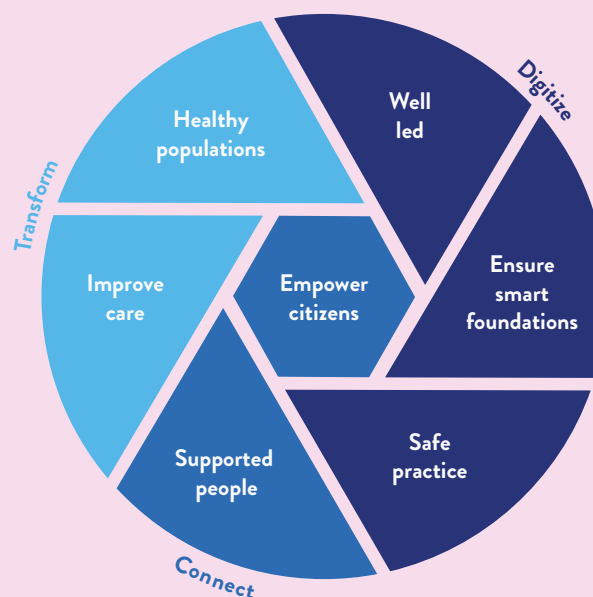 Digitize
Well
led
Healthy
populations
Transform
Ensure
smart
foundations
Improve
care
Empower
citizens
Safe
practice
Supported
people
Connect